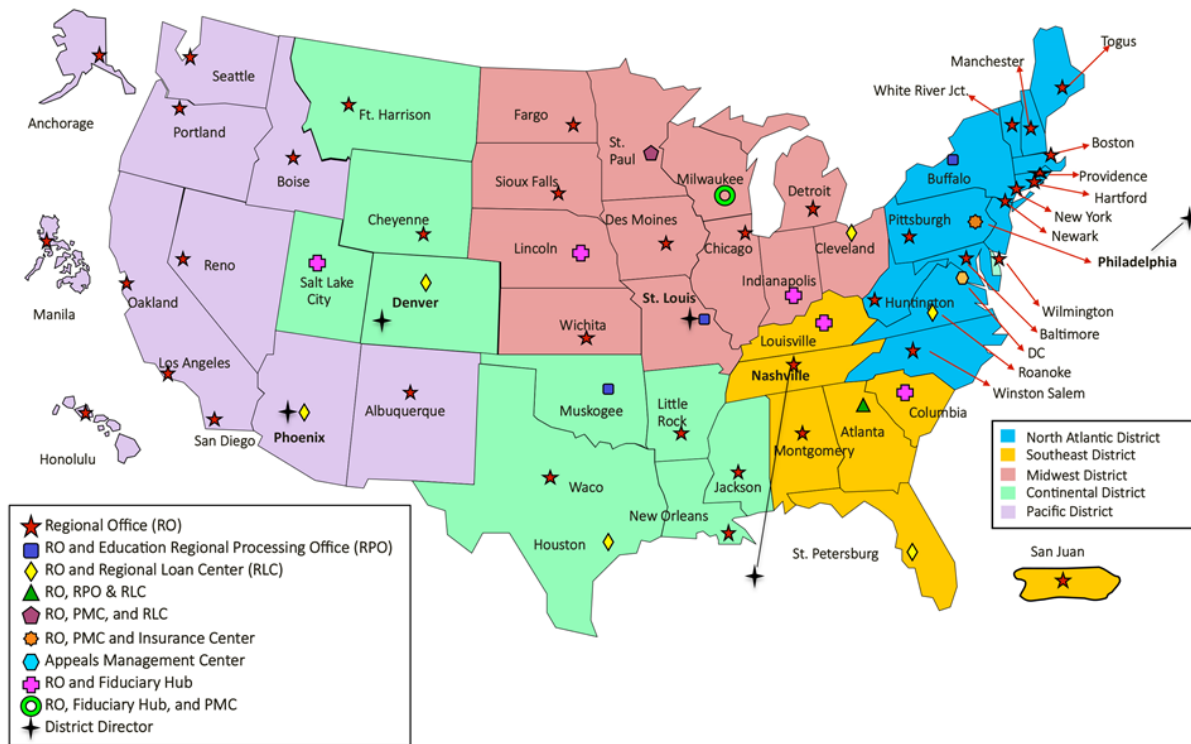 Togus
Manchester
White River Jct.
Seattle
Anchorage
Portland
Ft. Harrison
Fargo
St.
Paul
Boston
Boise
Sioux Falls
Milwaukee
Detroit
Buffalo
Providence
Hartford
New York
Newark
Cheyenne
Des Moines
Pittsburgh
Philadelphia
Lincoln
Chicago
Cleveland
Reno
Salt Lake
City
Denver
Oakland
Manila
St. Louis
Indianapolis
Huntington
Wilmington
Baltimore
DC
Roanoke
Winston Salem
Wichita
Louisville
Los Angeles
Nashville
Albuquerque
San Diego
Phoenix
Honolulu
Muskogee
Little
Rock
Columbia
Atlanta
Montgomery
Waco
Jackson
New Orleans
Houston
St. Petersburg
San Juan
North Atlantic District
Southeast District
Midwest District
Continental District
Pacific District
Regional Office (RO)
RO and Education Regional Processing Office (RPO)
RO and Regional Loan Center (RLC)
RO, RPO & RLC
RO, PMC, and RLC
RO, PMC and Insurance Center
Appeals Management Center
RO and Fiduciary Hub
RO, Fiduciary Hub, and PMC
District Director